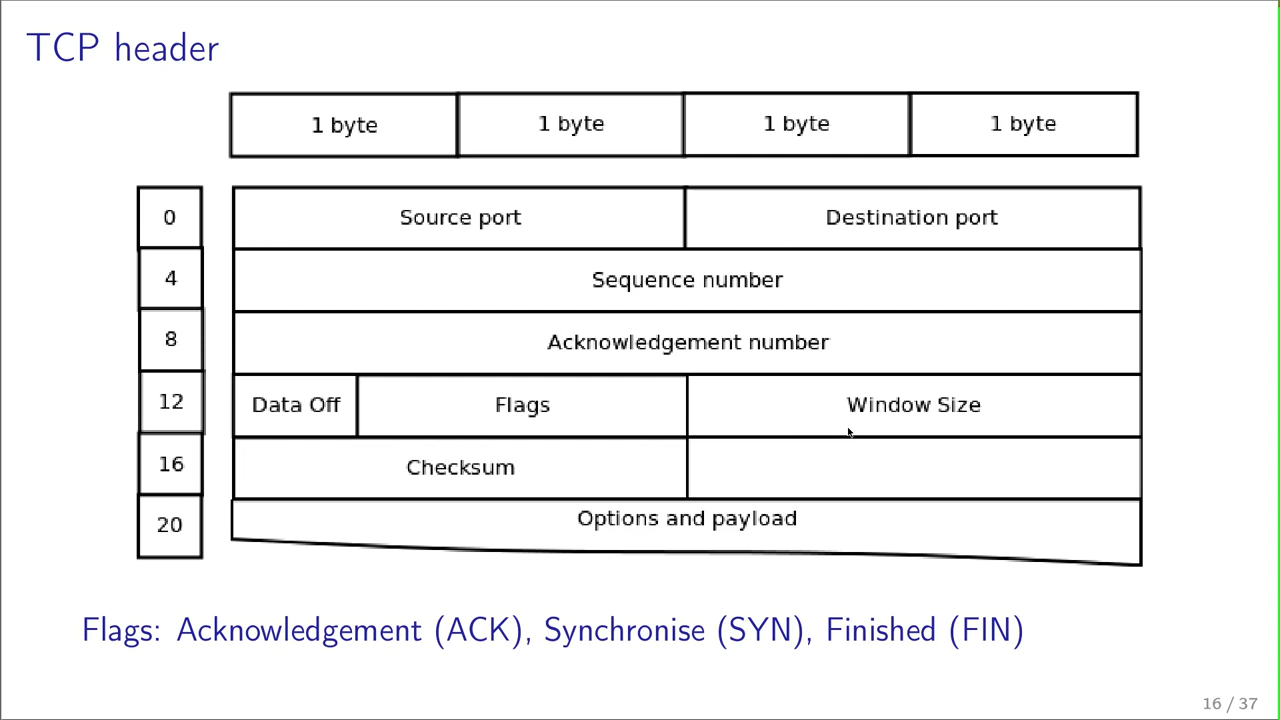 TCP header
1 byte 1 byte 1 byte 1 byte
0 Source port Destination port
4 Sequence number
8 Acknowledgement number
12 Data Off Flags Window Size
16 Checksum
20 Options and payload
Flags: Acknowledgement (ACK), Synchronise (SYN), Finished (FIN)
16 / 37